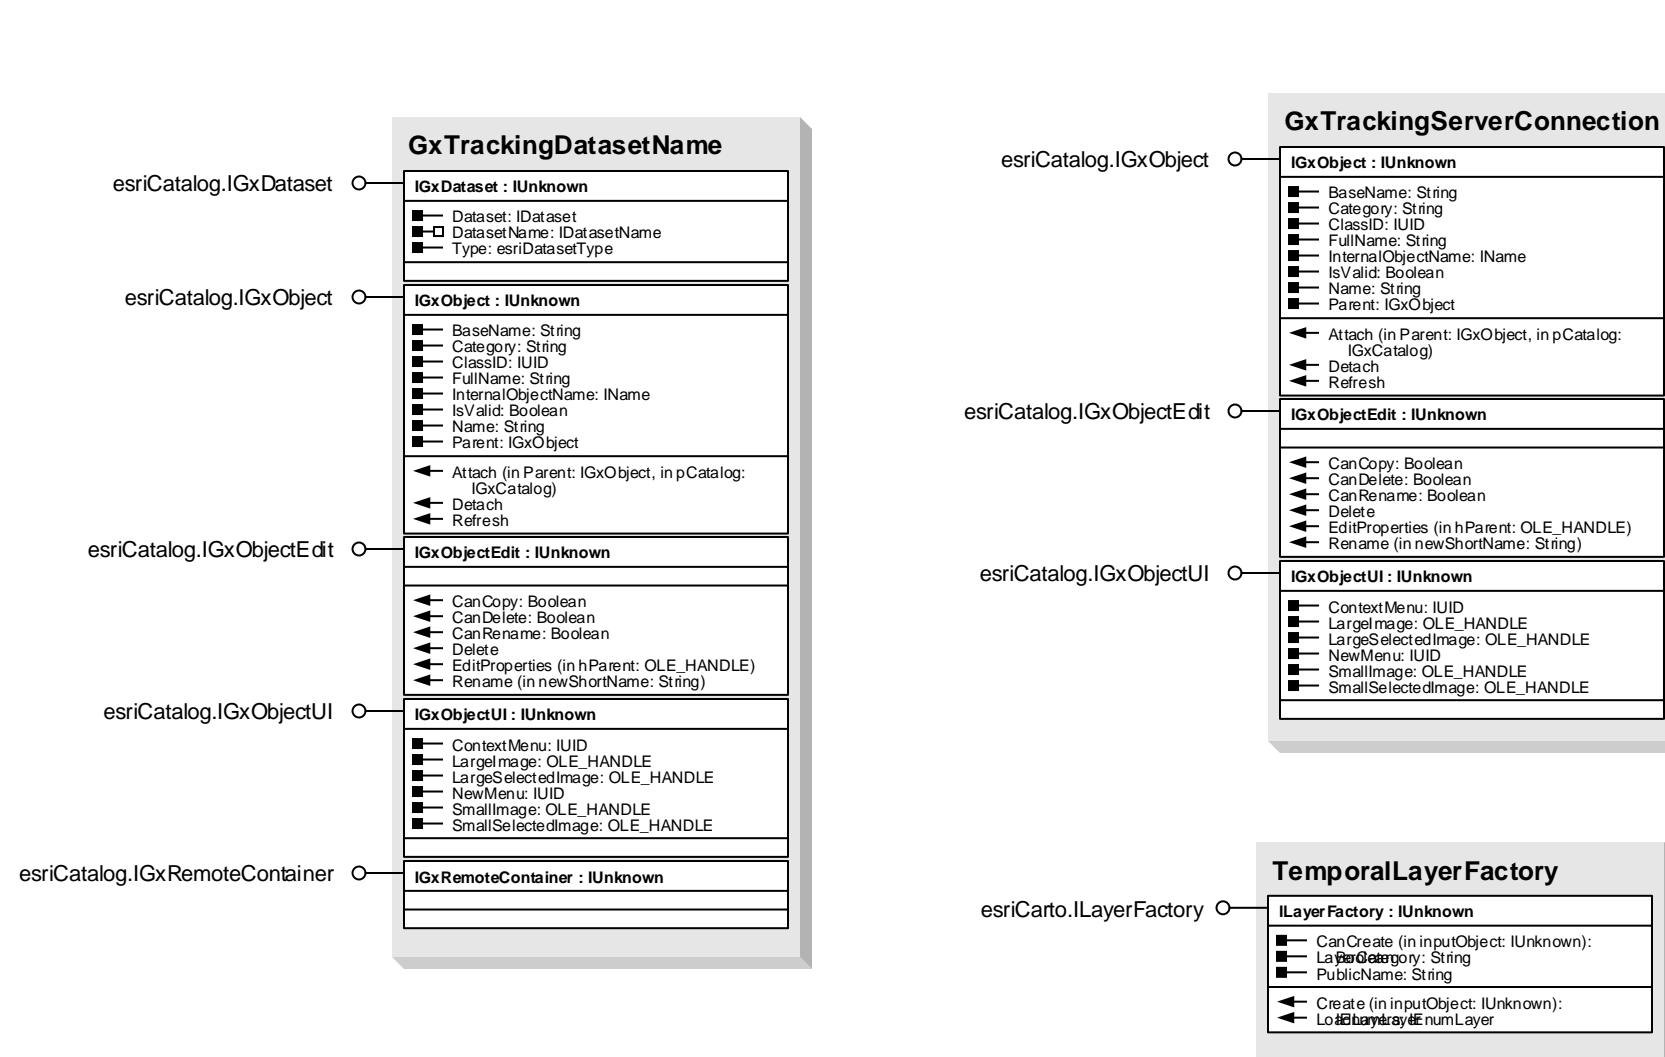 GxTrackingDatasetName
esriCatalog.IGxDataset
IGxDataset : IUnknown
Dataset: IDataset
DatasetName: IDatasetName
Type: esriDatasetType
esriCatalog.IGxObject
IGxObject : IUnknown
BaseName: String
Category: String
ClassID: IUID
FullName: String
InternalObjectName: IName
IsValid: Boolean
Name: String
Parent: IGxObject
Attach (in Parent: IGxObject, in pCatalog:
IGxCatalog)
Detach
Refresh
esriCatalog.IGxObjectEdit
IGxObjectEdit : IUnknown
CanCopy: Boolean
CanDelete: Boolean
CanRename: Boolean
Delete
EditProperties (in hParent: OLE_HANDLE)
Rename (in newShortName: String)
esriCatalog.IGxObjectUI
IGxObjectUI : IUnknown
ContextMenu: IUID
LargeImage: OLE_HANDLE
LargeSelectedImage: OLE_HANDLE
NewMenu: IUID
SmallImage: OLE_HANDLE
SmallSelectedImage: OLE_HANDLE
esriCatalog.IGxRemoteContainer
IGxRemoteContainer : IUnknown
GxTrackingServerConnection
esriCatalog.IGxObject
IGxObject : IUnknown
BaseName: String
Category: String
ClassID: IUID
FullName: String
InternalObjectName: IName
IsValid: Boolean
Name: String
Parent: IGxObject
Attach (in Parent: IGxObject, in pCatalog:
IGxCatalog)
Detach
Refresh
esriCatalog.IGxObjectEdit
IGxObjectEdit : IUnknown
CanCopy: Boolean
CanDelete: Boolean
CanRename: Boolean
Delete
EditProperties (in hParent: OLE_HANDLE)
Rename (in newShortName: String)
esriCatalog.IGxObjectUI
IGxObjectUI : IUnknown
ContextMenu: IUID
LargeImage: OLE_HANDLE
LargeSelectedImage: OLE_HANDLE
NewMenu: IUID
SmallImage: OLE_HANDLE
SmallSelectedImage: OLE_HANDLE
TemporalLayerFactory
esriCarto.ILayerFactory
ILayerFactory : IUnknown
CanCreate (in inputObject: IUnknown):
String
PublicName: String
Create (in inputObject: IUnknown):